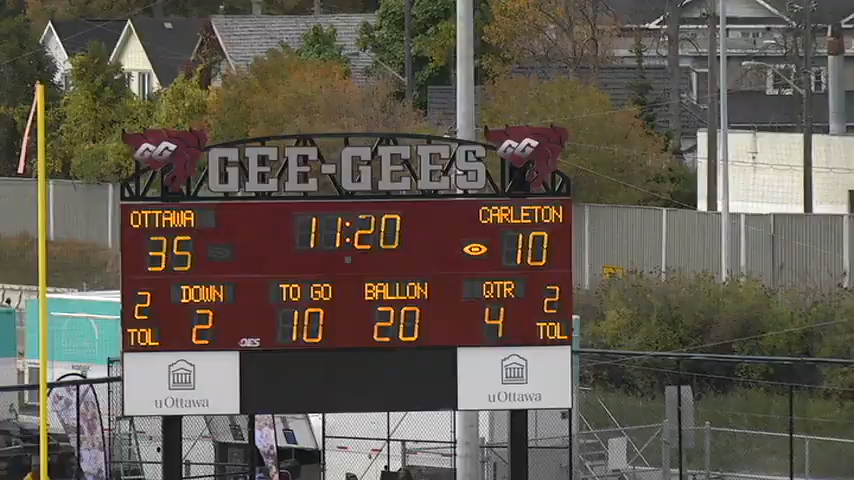 GG GEE-GEES GG
OTTAWA 11:20 CARLETON
35 10
2 DOWN TO GO BALLON QTR 2
TOL 2 10 20 4 TOL
OES
uOttawa uOttawa